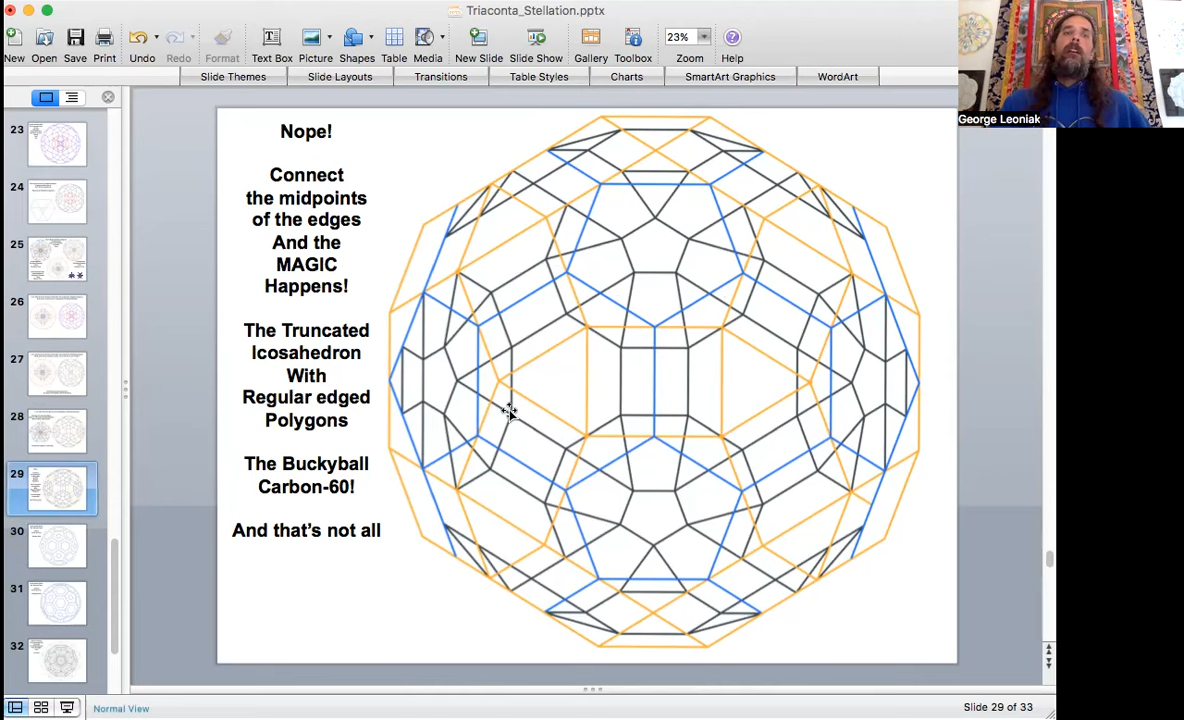 Triaconta_Stellation.pptx
New Open Save Print Undo Redo Format Text Box Picture Shapes Table Media New Slide Slide Show Gallery Toolbox Zoom Help
23%
Slide Themes Slide Layouts Transitions Table Styles Charts SmartArt Graphics WordArt
George Leoniak
23
24
25
26
27
28
29
30
31
32
Nope!
Connect
the midpoints
of the edges
And the
MAGIC
Happens!
The Truncated
Icosahedron
With
Regular edged
Polygons
The Buckyball
Carbon-60!
And that's not all
Normal View
Slide 29 of 33